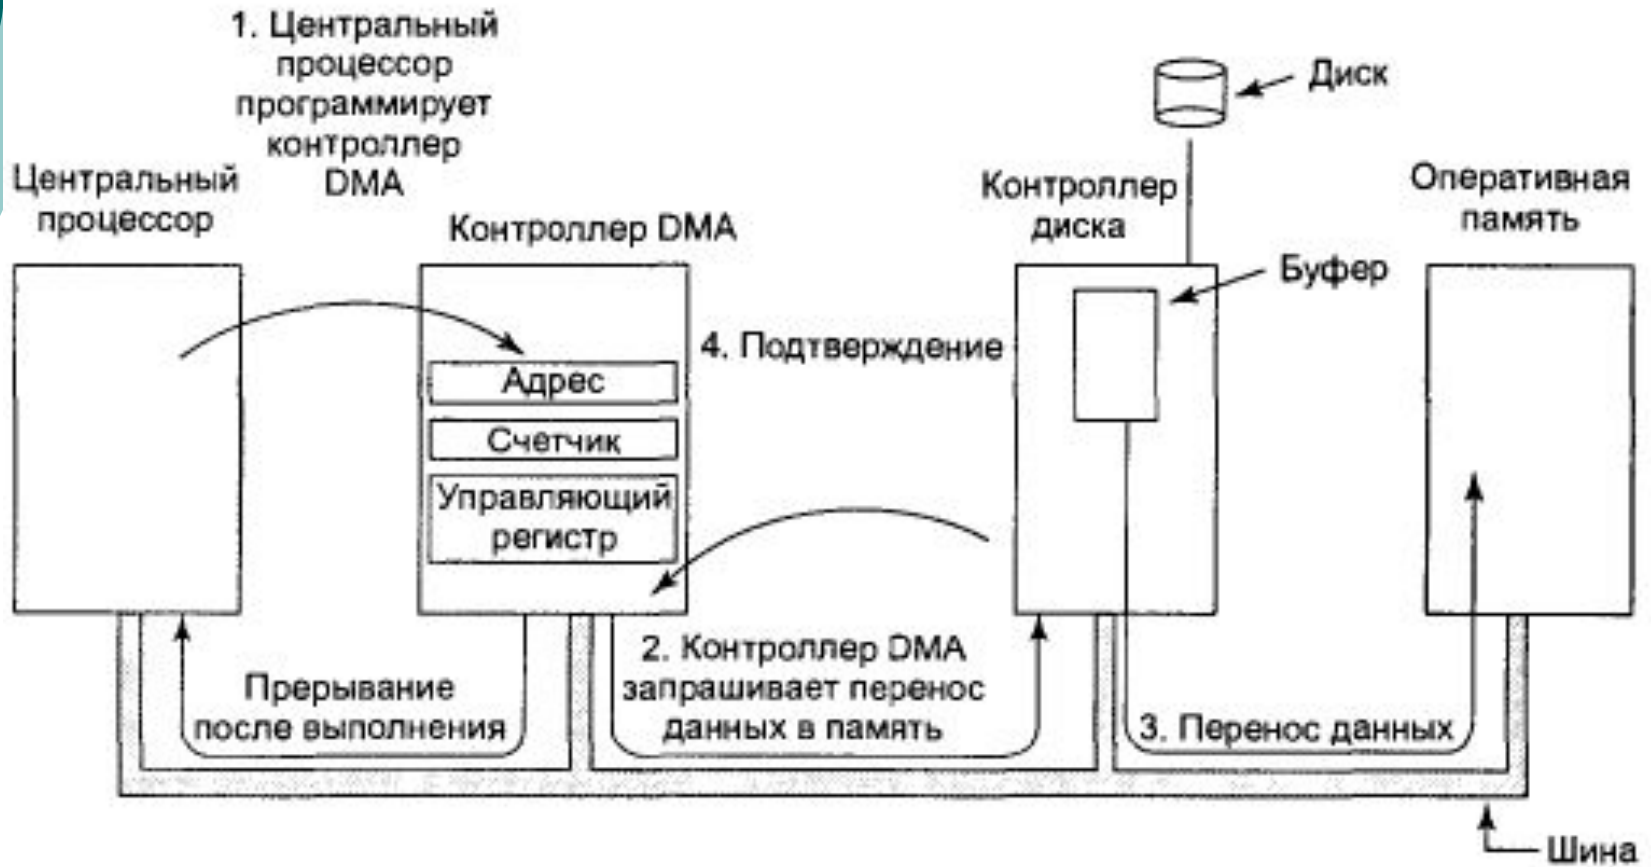 1. Центральный
процессор
программирует
контроллер
DMA
Центральный
процессор
Контроллер DMA
Контроллер
диска
Диск
Оперативная
память
Буфер
4. Подтверждение
Адрес
Счетчик
Управляющий
регистр
Прерывание
после выполнения
2. Контроллер DMA
запрашивает перенос
данных в память
3. Перенос данных
Шина